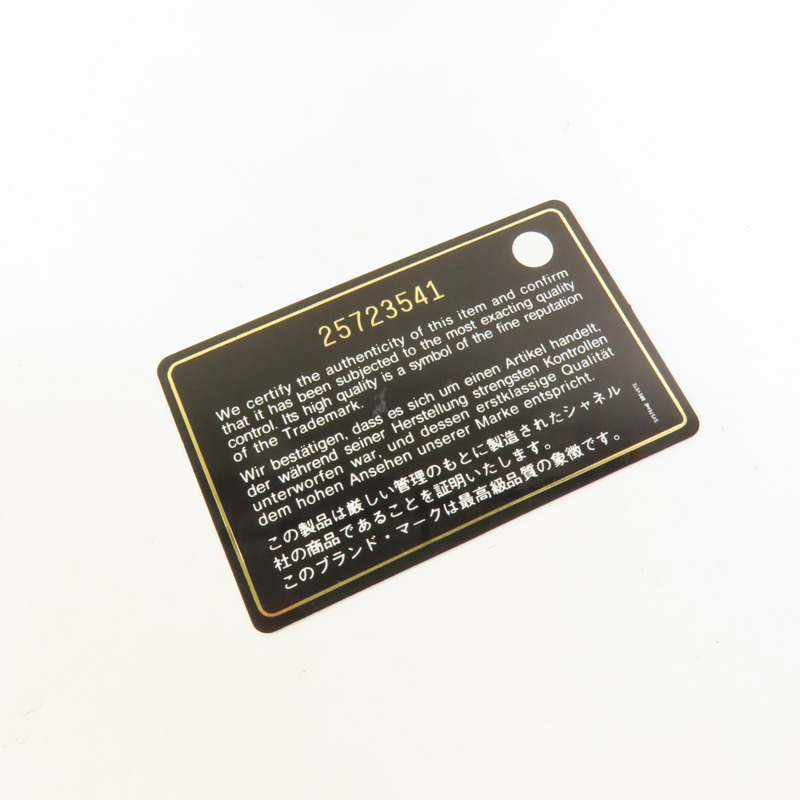 25723541
We certify the authenticity of this item and confirm
that it has been subjected to the most exacting quality
control. Its high quality is a symbol of the fine reputation
of the Trademark.
Wir bestätigen, dass es sich um einen Artikel handelt,
der während seiner Herstellung strengsten Kontrollen
unterworfen war, und dessen erstklassige Qualität
dem hohen Ansehen unserer Marke entspricht.
この製品は厳しい管理のもとに製造されたシャネル
社の商品であることを証明いたします。
このブランド・マークは最高級品質の象徴です。